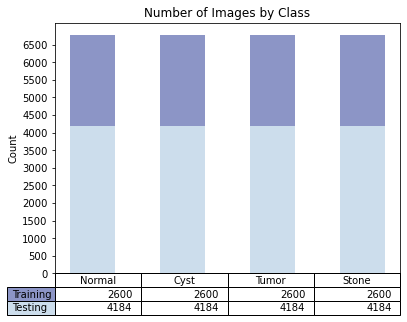 Number of Images by Class
6500
6000
5500
5000
4500
4000
3500
3000
2500
2000
1500
1000
500
0
Count
Normal Cyst Tumor Stone
Training 2600 2600 2600 2600
Testing 4184 4184 4184 4184